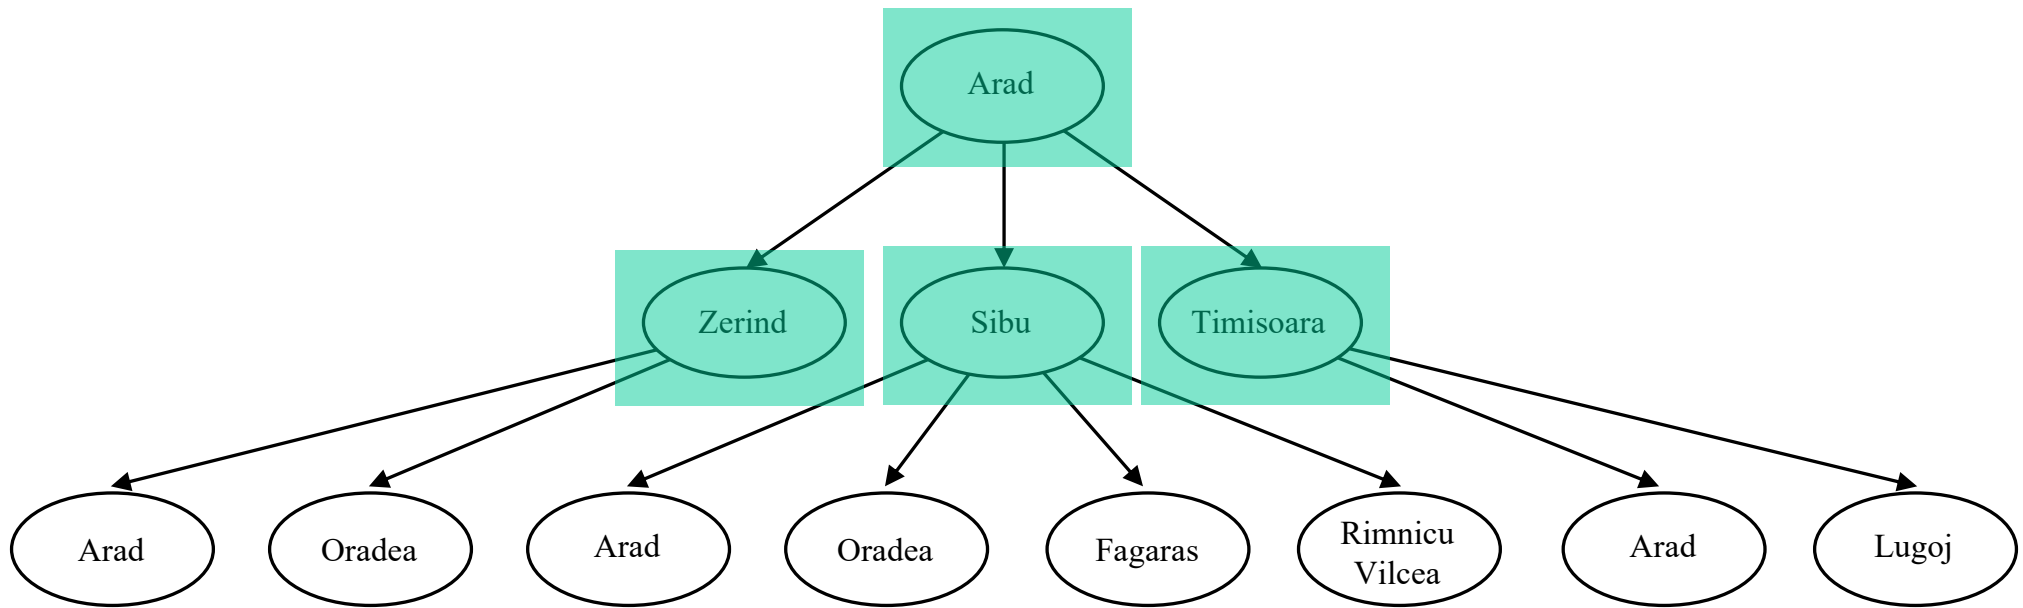 Arad
Zerind
Sibu
Timisoara
Arad
Oradea
Arad
Oradea
Fagaras
Rimnicu
Vilcea
Arad
Lugoj